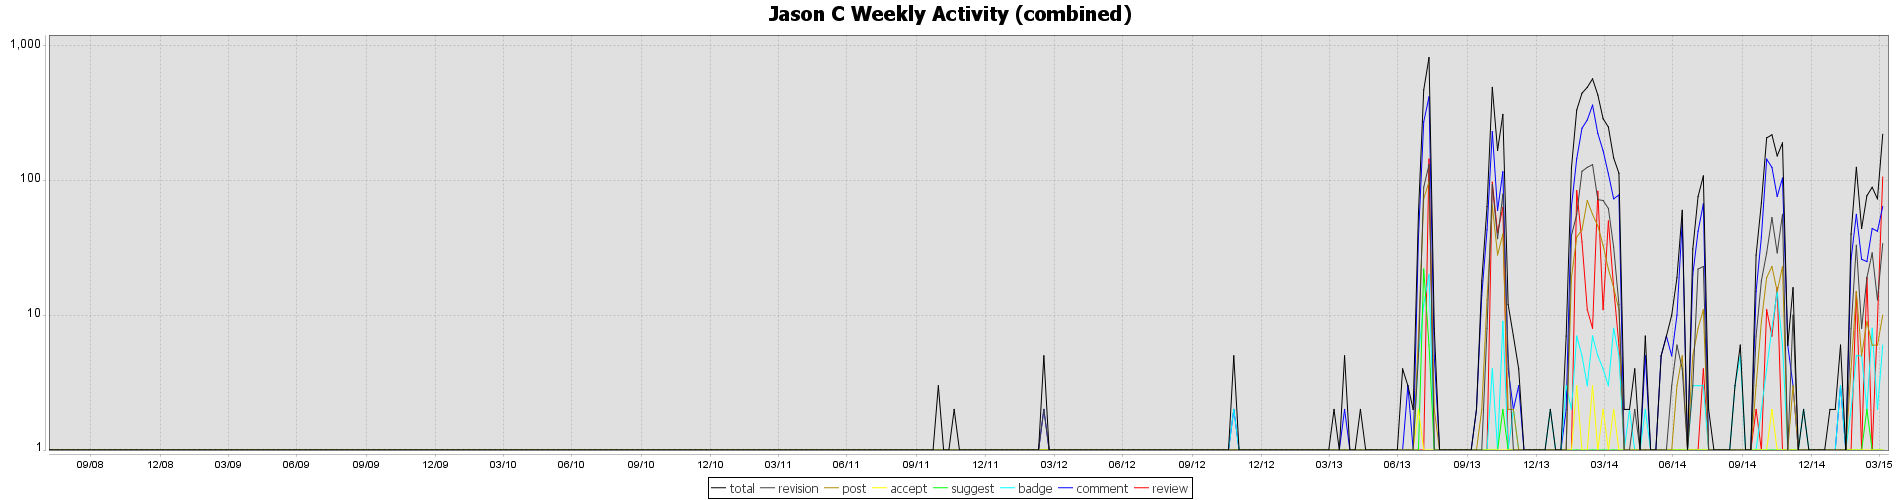 Jason C Weekly Activity (combined)
1,000
100
10
1
09/08 12/08 03/09 06/09 09/09 12/09 03/10 06/10 09/10 12/10 03/11 06/11 09/11 12/11 03/12 06/12 09/12 12/12 03/13 06/13 09/13 12/13 03/14 06/14 09/14 12/14 03/15
total revision post accept suggest badge comment review